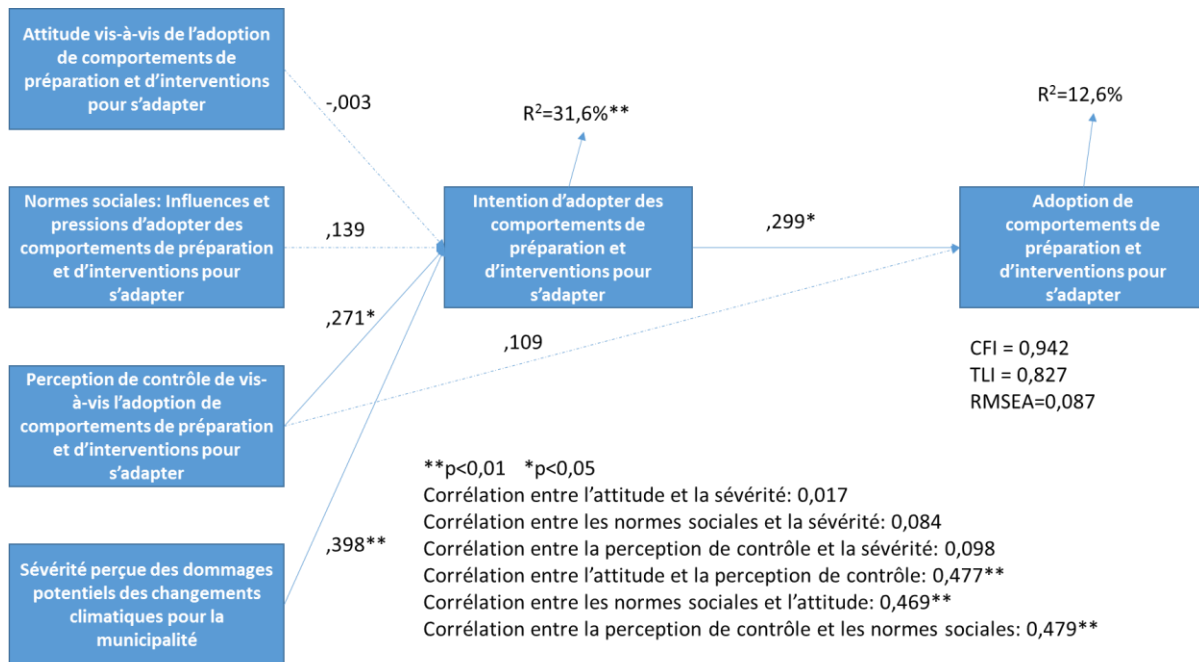 Attitude vis-à-vis de l'adoption
de comportements de
préparation et d'interventions
pour s'adapter
-,003
R²=31,6%**
R²=12,6%
Normes sociales: Influences et
pressions d'adopter des
comportements de préparation
et d'interventions pour
s'adapter
,139
Intention d'adopter des
comportements de
préparation et
d'interventions pour
s'adapter
,299*
Adoption de
comportements de
préparation et
d'interventions pour
s'adapter
,271*
,109
CFI = 0,942
TLI = 0,827
RMSEA=0,087
Perception de contrôle de vis-
à-vis l'adoption de
comportements de préparation
et d'interventions pour
s'adapter
,398**
Sévérité perçue des dommages
potentiels des changements
climatiques pour la
municipalité
**p<0,01 *p<0,05
Corrélation entre l'attitude et la sévérité: 0,017
Corrélation entre les normes sociales et la sévérité: 0,084
Corrélation entre la perception de contrôle et la sévérité: 0,098
Corrélation entre l'attitude et la perception de contrôle: 0,477**
Corrélation entre les normes sociales et l'attitude: 0,469**
Corrélation entre la perception de contrôle et les normes sociales: 0,479**